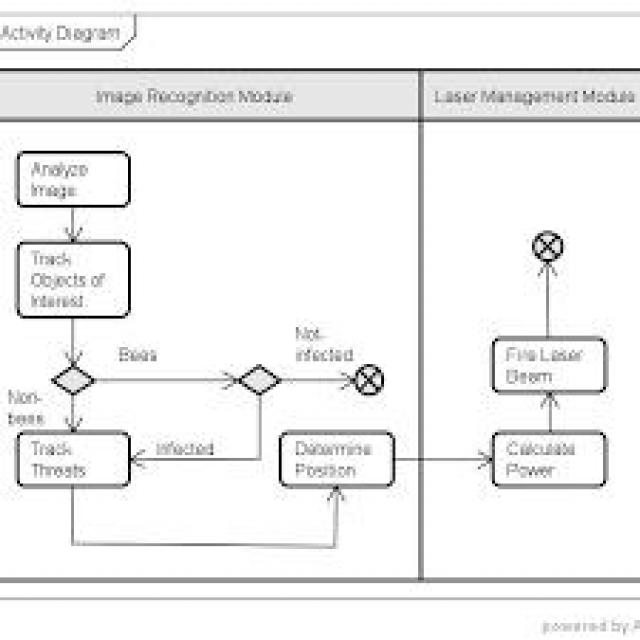 Activity Diagram
Image Recognition Module
Laser Management Module
Analyze
Image
Track
Objects of
Interest
Bees
Not-
infected
Non-
bees
Track
Threats
Infected
Determine
Position
Fire Laser
Beam
Calculate
Power
powered by A